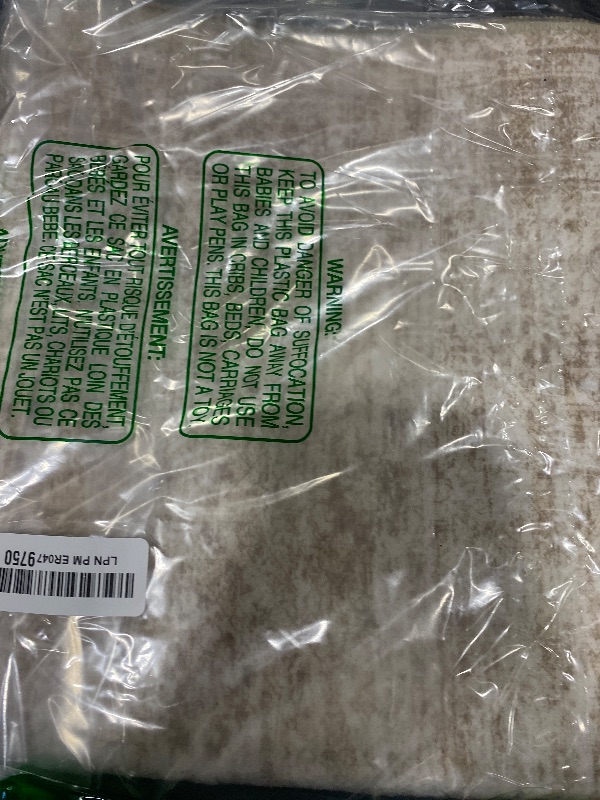 WARNING:
TO AVOID DANGER OF SUFFOCATION,
KEEP THIS PLASTIC BAG AWAY FROM
BABIES AND CHILDREN. DO NOT USE
THIS BAG IN CRIBS, BEDS, CARRIAGES
OR PLAY PENS. THIS BAG IS NOT A TOY.
AVERTISSEMENT:
POUR ÉVITER TOUT RISQUE D'ÉTOUFFEMENT,
GARDEZ CE SAC EN PLASTIQUE LOIN DES
BÉBÉS ET LES ENFANTS. N'UTILISEZ PAS CE
SAC DANS LES BERCEAUX, LITS, CHARIOTS OU
PARC DU BÉBÉ. CE SAC N'EST PAS UN JOUET.
LPN PM ER0479750